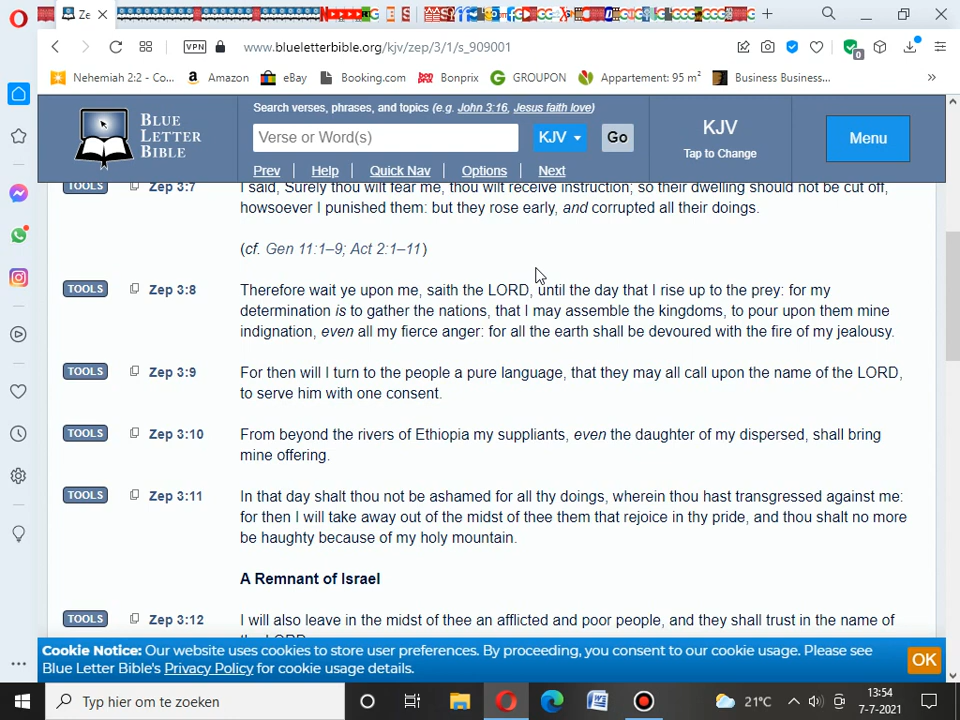 Ze
www.blueletterbible.org/kjv/zep/3/1/s_909001
VPN
0
Nehemiah 2:2 - Co...
Amazon
eBay
Booking.com
Bonprix
GROUPON
Appartement: 95 m²
Business Business...
BLUE
LETTER
BIBLE
Search verses, phrases, and topics (e.g. John 3:16, Jesus faith love)
Verse or Word(s)
KJV
Go
Prev
Help
Quick Nav
Options
Next
KJV
Tap to Change
Menu
TOOLS Zep 3:7 I said, Surely thou wilt fear me, thou wilt receive instruction; so their dwelling should not be cut off,
howsoever I punished them: but they rose early, and corrupted all their doings.
(cf. Gen 11:1–9; Act 2:1–11)
TOOLS Zep 3:8 Therefore wait ye upon me, saith the LORD, until the day that I rise up to the prey: for my
determination is to gather the nations, that I may assemble the kingdoms, to pour upon them mine
indignation, even all my fierce anger: for all the earth shall be devoured with the fire of my jealousy.
TOOLS Zep 3:9 For then will I turn to the people a pure language, that they may all call upon the name of the LORD,
to serve him with one consent.
TOOLS Zep 3:10 From beyond the rivers of Ethiopia my suppliants, even the daughter of my dispersed, shall bring
mine offering.
TOOLS Zep 3:11 In that day shalt thou not be ashamed for all thy doings, wherein thou hast transgressed against me:
for then I will take away out of the midst of thee them that rejoice in thy pride, and thou shalt no more
be haughty because of my holy mountain.
A Remnant of Israel
TOOLS Zep 3:12 I will also leave in the midst of thee an afflicted and poor people, and they shall trust in the name of
the LORD.
Cookie Notice: Our website uses cookies to store user preferences. By proceeding, you consent to our cookie usage. Please see
Blue Letter Bible's Privacy Policy for cookie usage details.
OK
Typ hier om te zoeken
21°C
13:54
7-7-2021